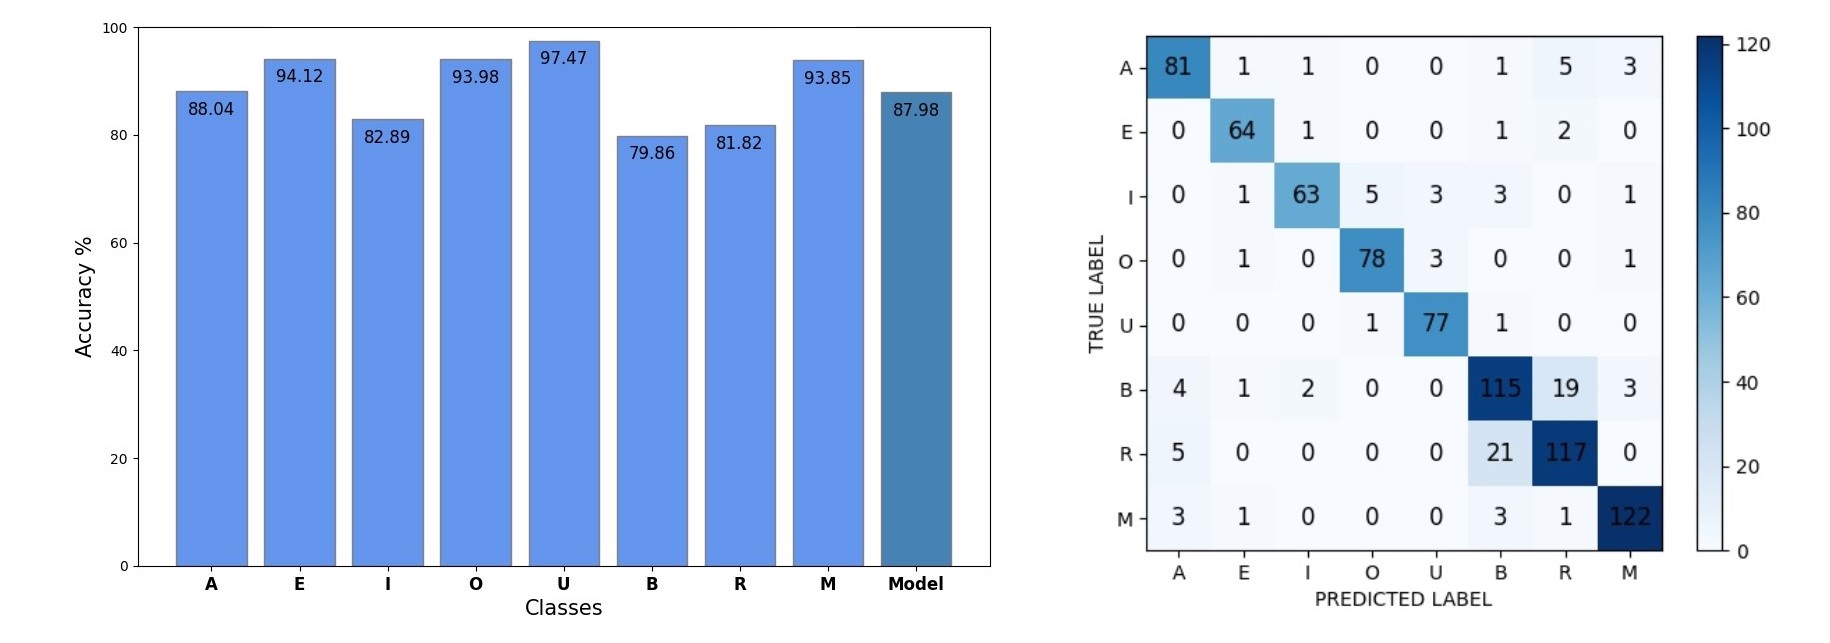 100
80
60
40
20
0
Accuracy %
88.04
94.12
82.89
93.98
97.47
79.86
81.82
93.85
87.98
A E I O U B R M Model
Classes
TRUE LABEL
A 81 1 1 0 0 1 5 3
E 0 64 1 0 0 1 2 0
I 0 1 63 5 3 3 0 1
O 0 1 0 78 3 0 0 1
U 0 0 0 1 77 1 0 0
B 4 1 2 0 0 115 19 3
R 5 0 0 0 0 21 117 0
M 3 1 0 0 0 3 1 122
A E I O U B R M
PREDICTED LABEL
120
100
80
60
40
20
0